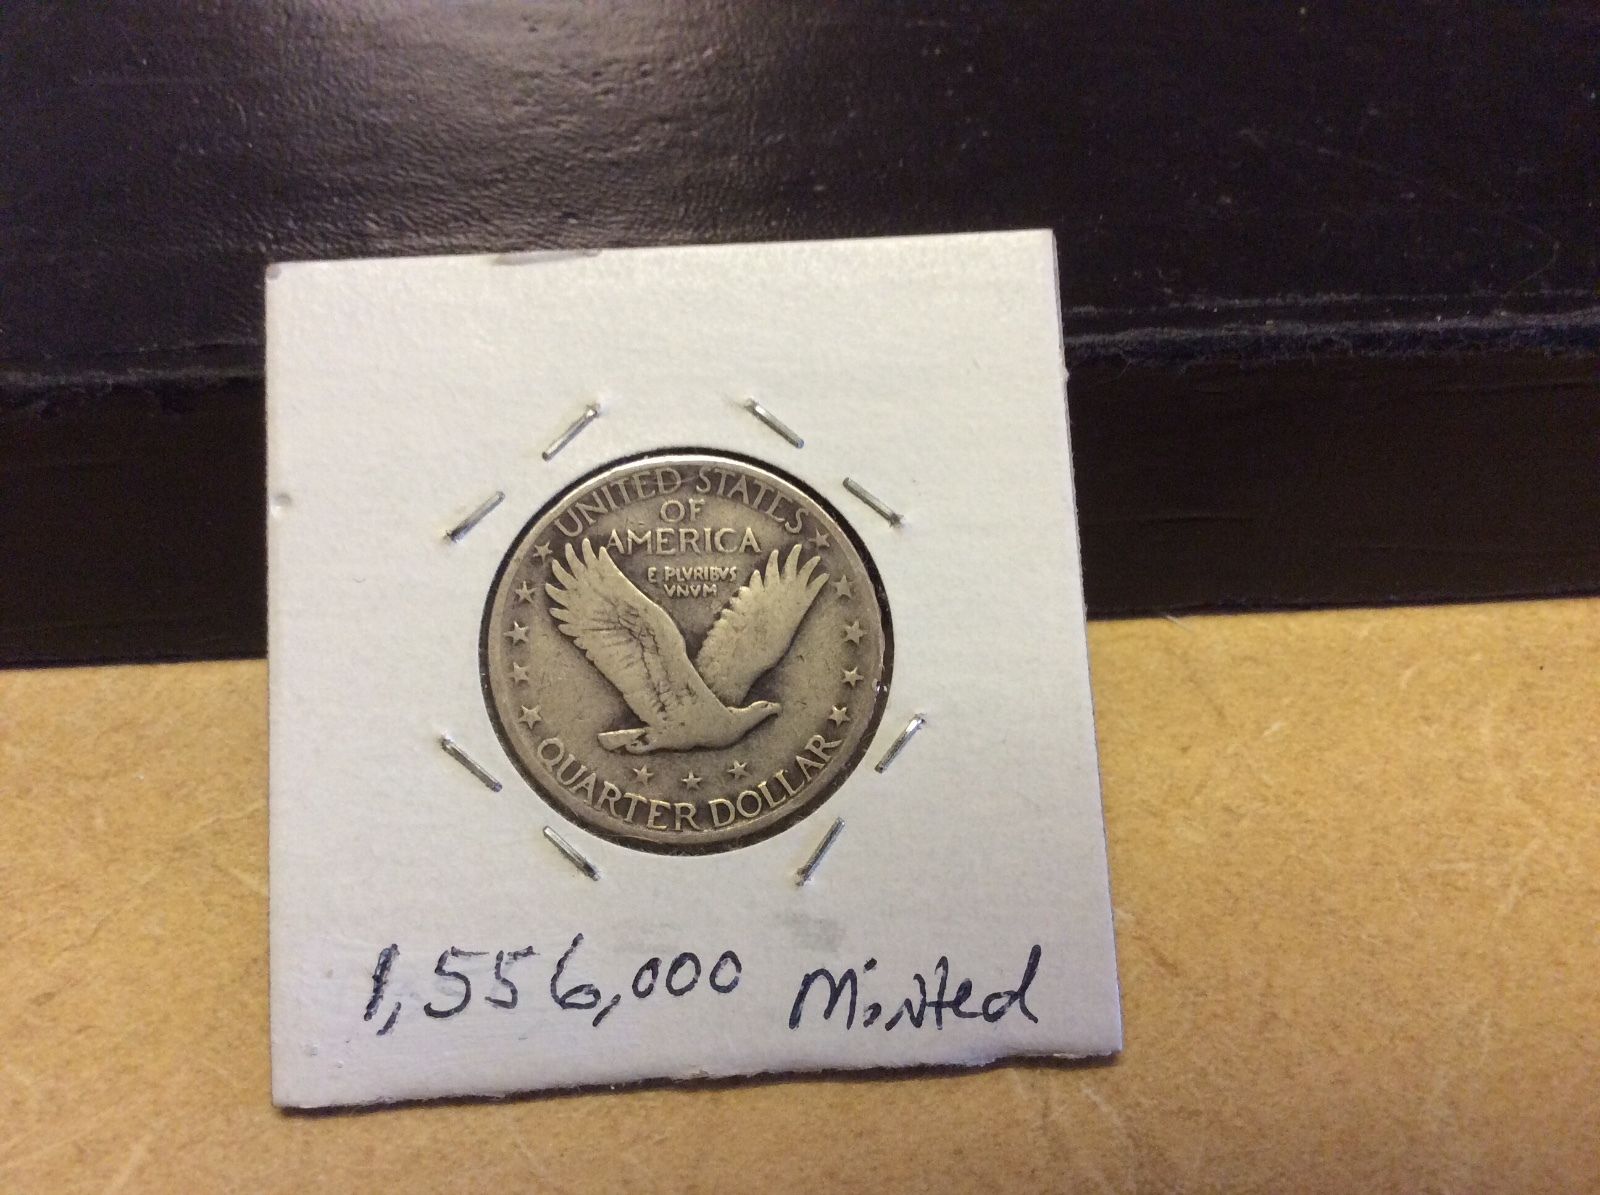 UNITED STATES
OF
AMERICA
E PLVRIBVS
VNVM
QUARTER DOLLAR
1,556,000 Minted